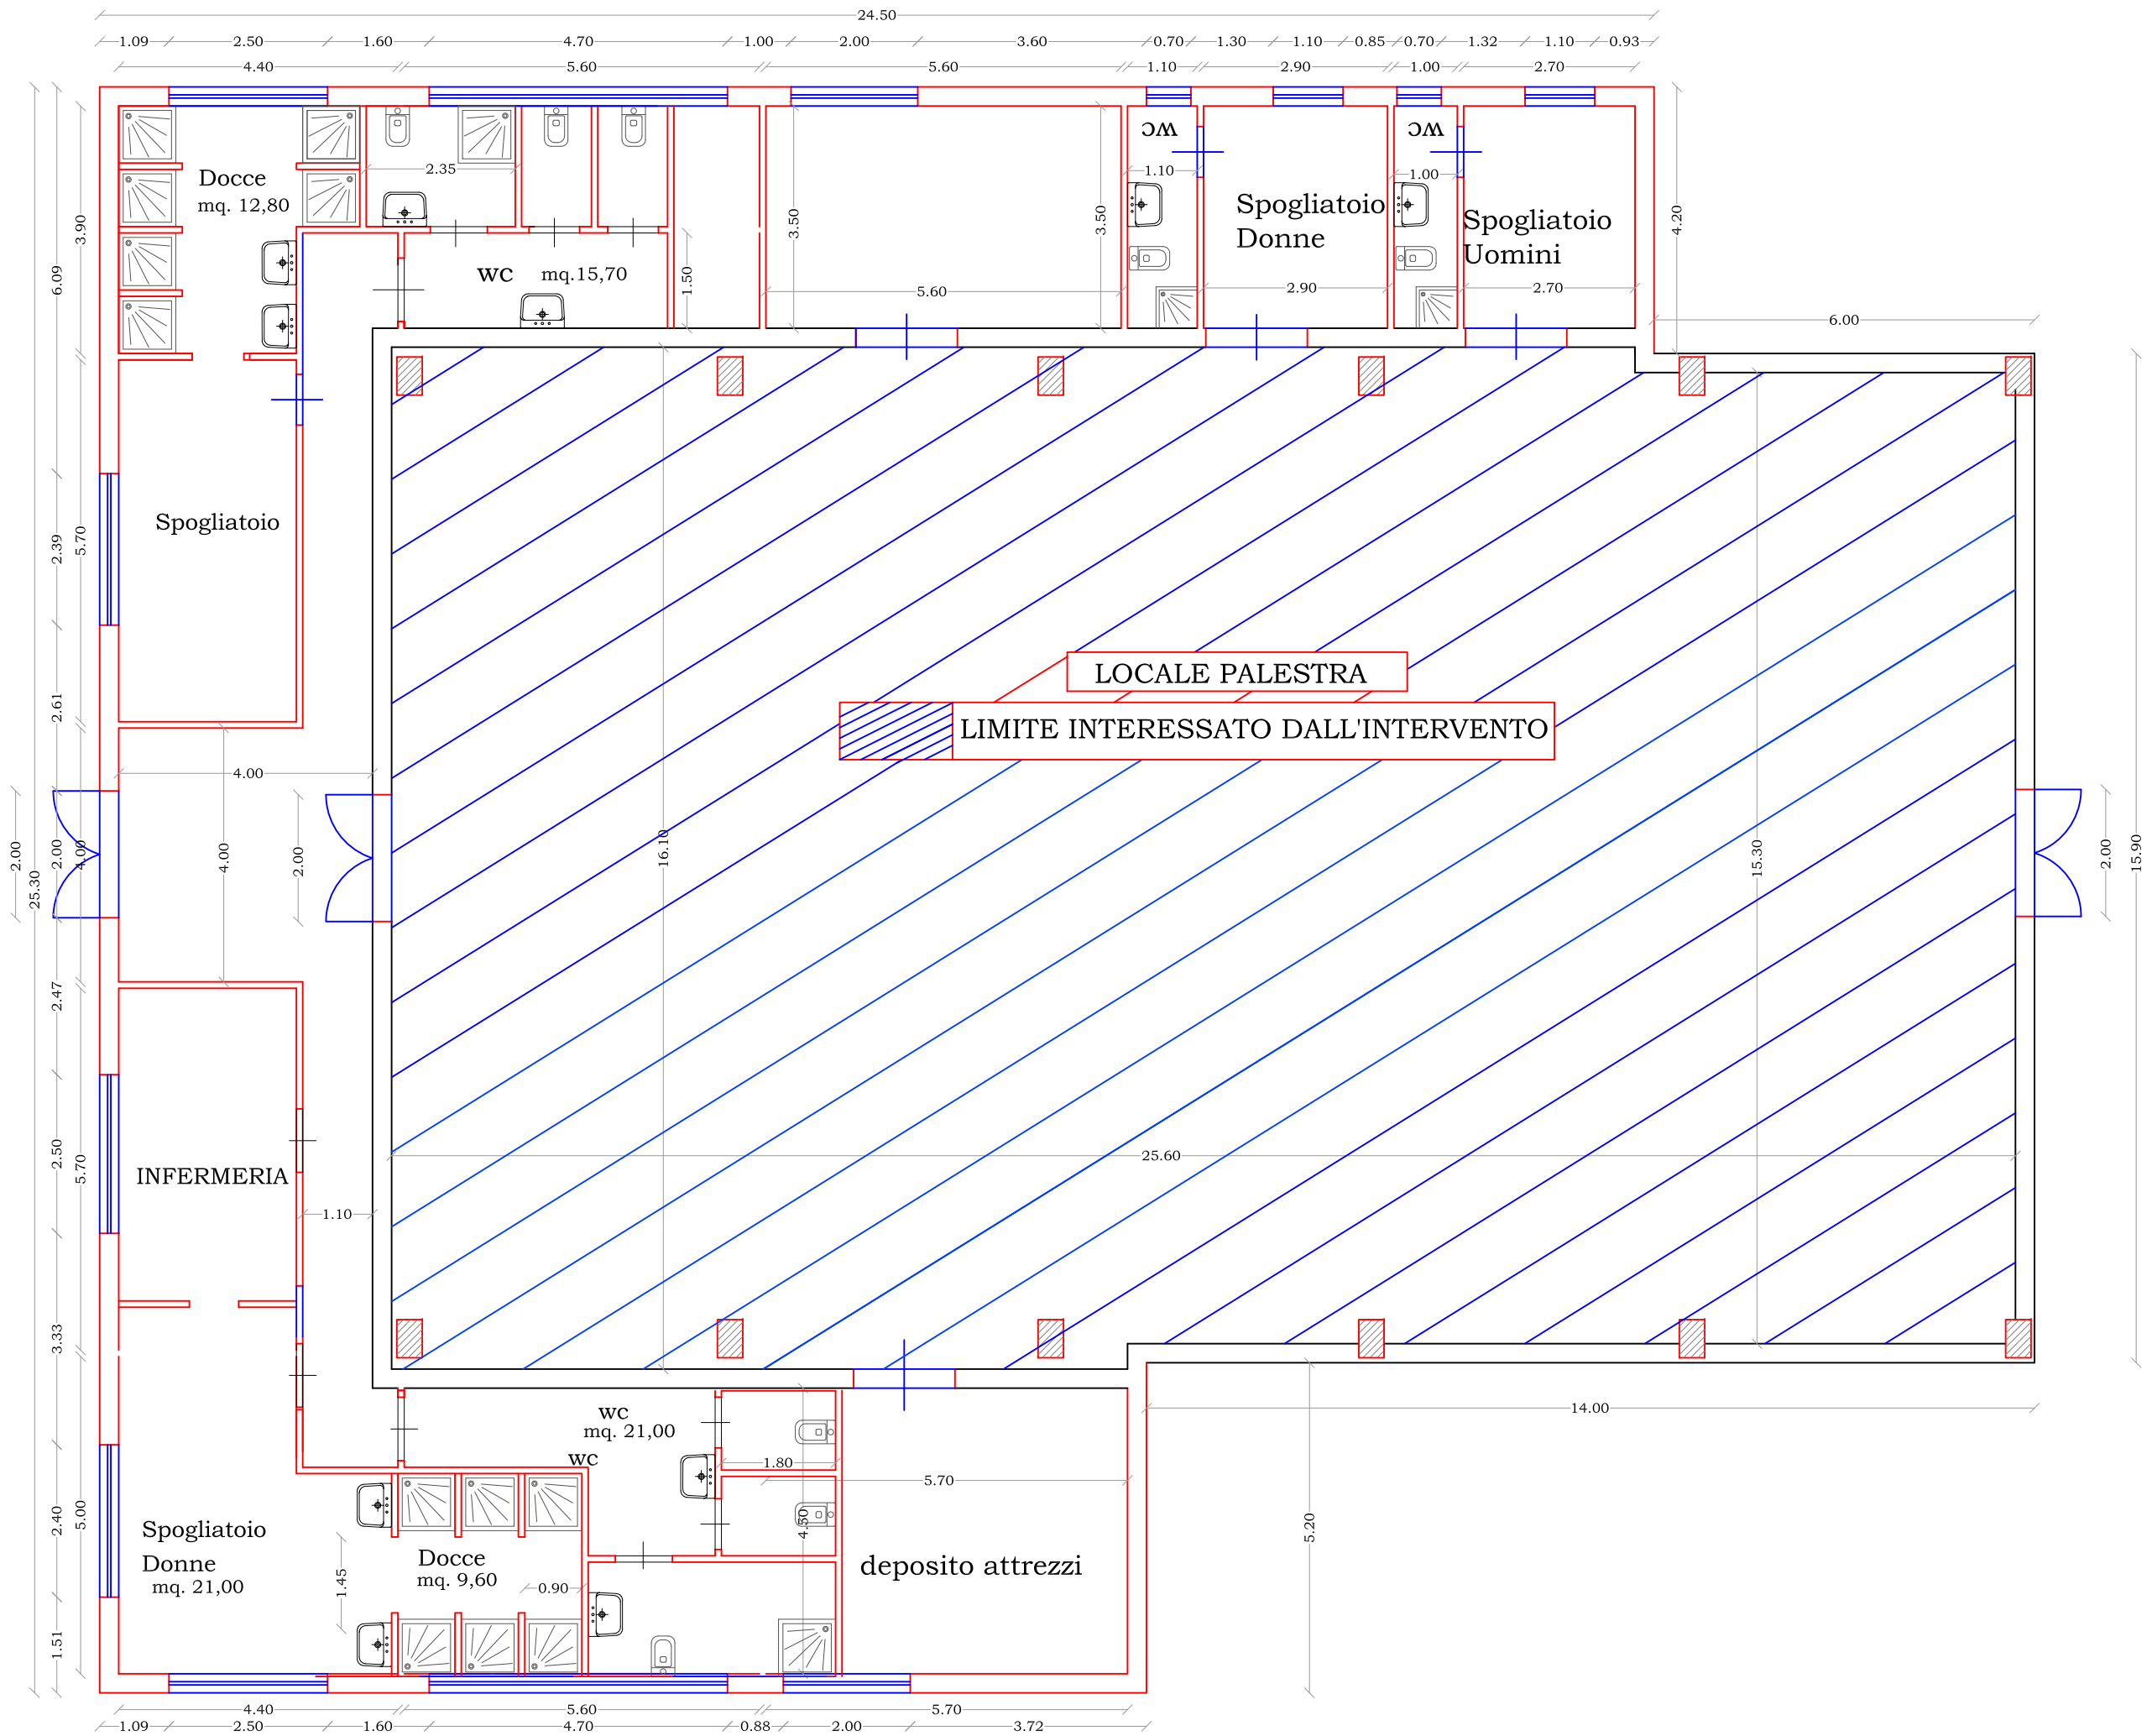 24.50
1.09 2.50 1.60 4.70 1.00 2.00 3.60 0.70 1.30 1.10 0.85 0.70 1.32 1.10 0.93
4.40 5.60 5.60 1.10 2.90 1.00 2.70
wc wc
Docce
mq. 12,80
2.35
1.10
1.00
3.90
3.50
3.50
4.20
Spogliatoio
Donne
Spogliatoio
Uomini
6.09
wc mq.15,70
1.50
5.60
2.90
2.70
6.00
Spogliatoio
2.39
5.70
2.61
LOCALE PALESTRA
LIMITE INTERESSATO DALL'INTERVENTO
4.00
2.00
25.30
2.00
4.00
4.00
2.00
16.10
15.30
2.00
15.90
2.47
2.50
5.70
INFERMERIA
25.60
1.10
3.33
wc
mq. 21,00
wc
1.80
5.70
14.00
2.40
5.00
4.50
5.20
Spogliatoio
Donne
mq. 21,00
Docce
mq. 9,60
1.45
0.90
deposito attrezzi
1.51
4.40 5.60 5.70
1.09 2.50 1.60 4.70 0.88 2.00 3.72